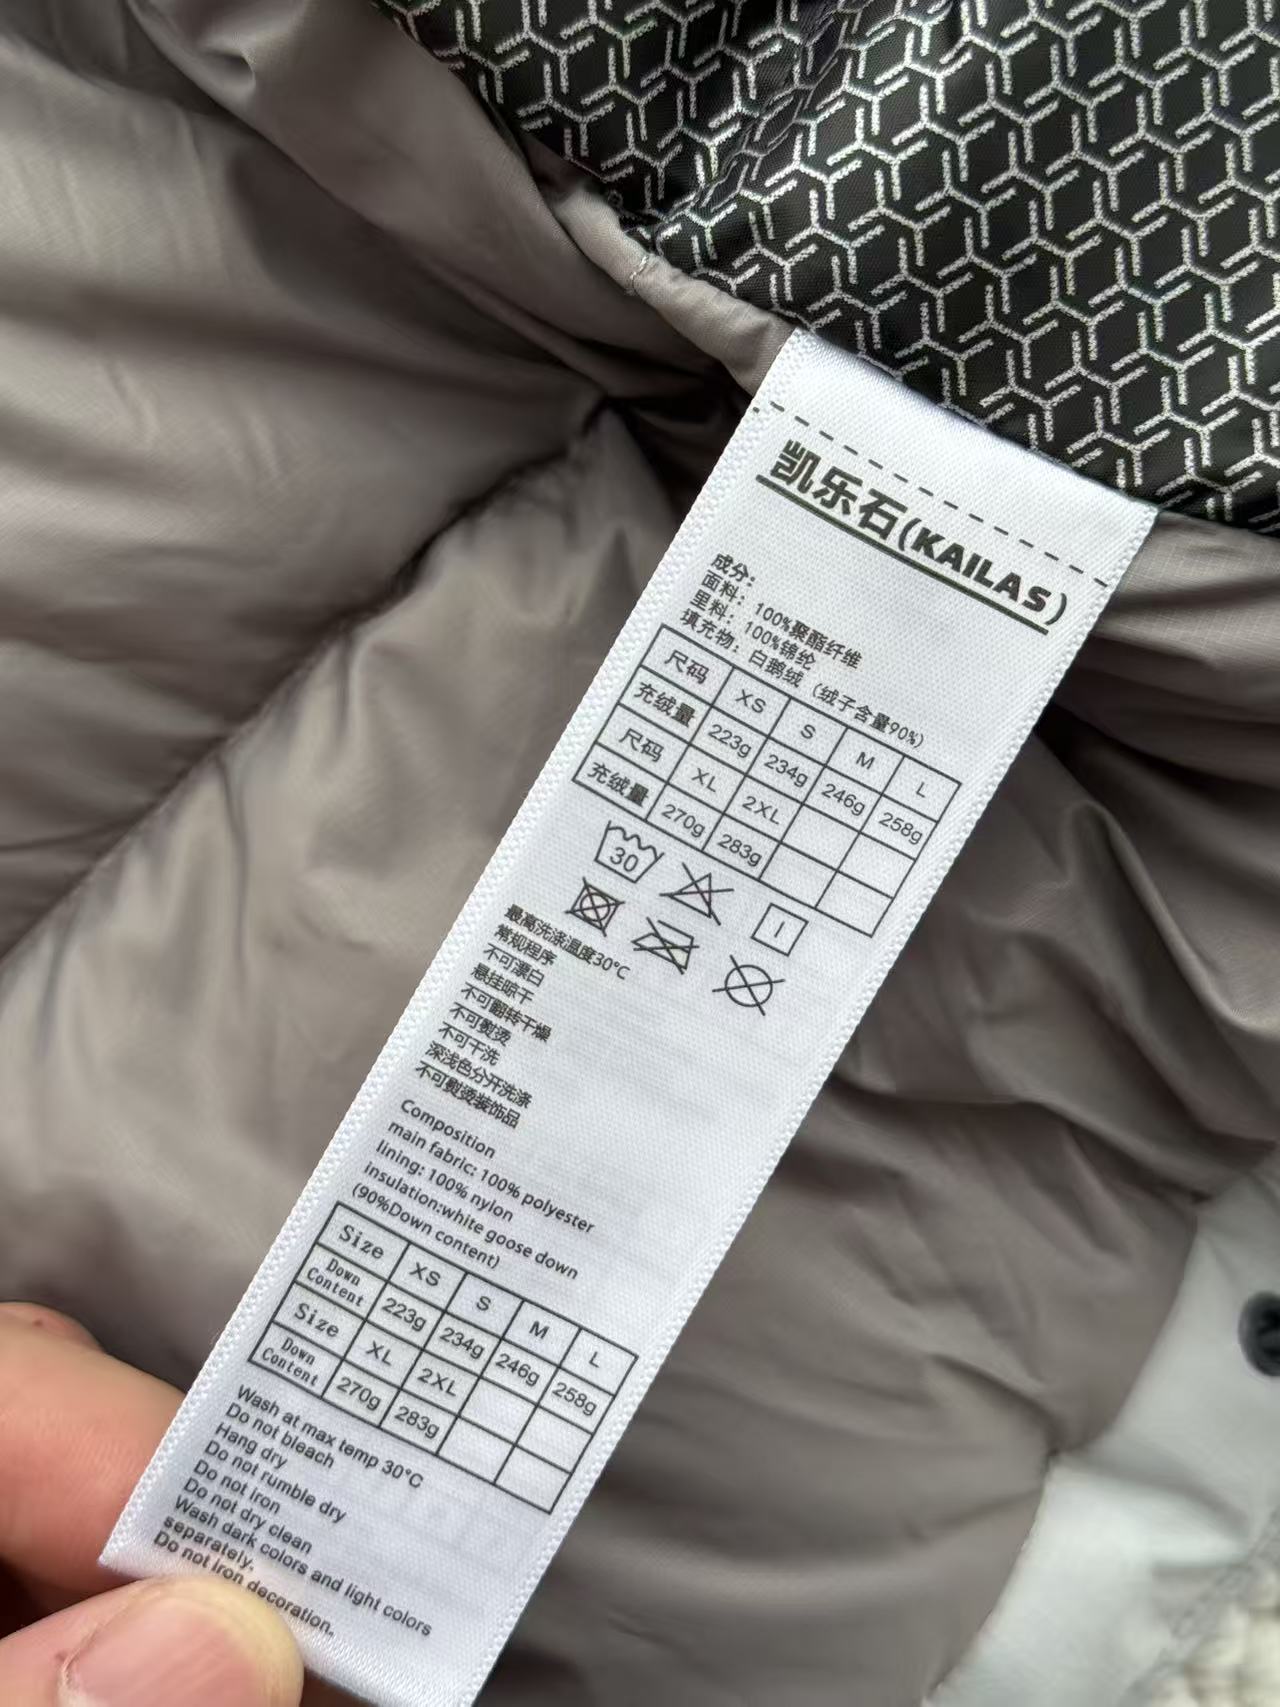 凯乐石(KAILAS)
成分:
面料: 100%聚酯纤维
里料: 100%锦纶
填充物: 白鹅绒 (绒子含量90%)
尺码 XS S M L
充绒量 223g 234g 246g 258g
尺码 XL 2XL
充绒量 270g 283g
30
最高洗涤温度30℃
常规程序
不可漂白
悬挂晾干
不可翻转干燥
不可熨烫
不可干洗
深浅色分开洗涤
不可熨烫装饰品
Composition
main fabric: 100% polyester
lining: 100% nylon
insulation:white goose down
(90%Down content)
Size XS S M L
Down Content 223g 234g 246g 258g
Size XL 2XL
Down Content 270g 283g
Wash at max temp 30℃
Do not bleach
Hang dry
Do not rumble dry
Do not iron
Do not dry clean
Wash dark colors and light colors
separately.
Do not iron decoration.